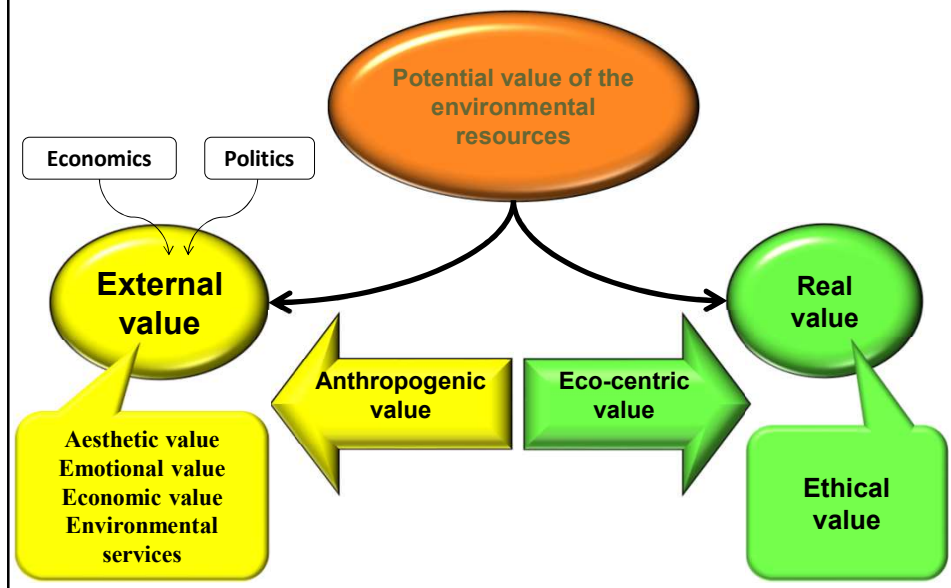 Potential value of the
environmental
resources
Economics
Politics
External
value
Real
value
Anthropogenic
value
Eco-centric
value
Aesthetic value
Emotional value
Economic value
Environmental
services
Ethical
value